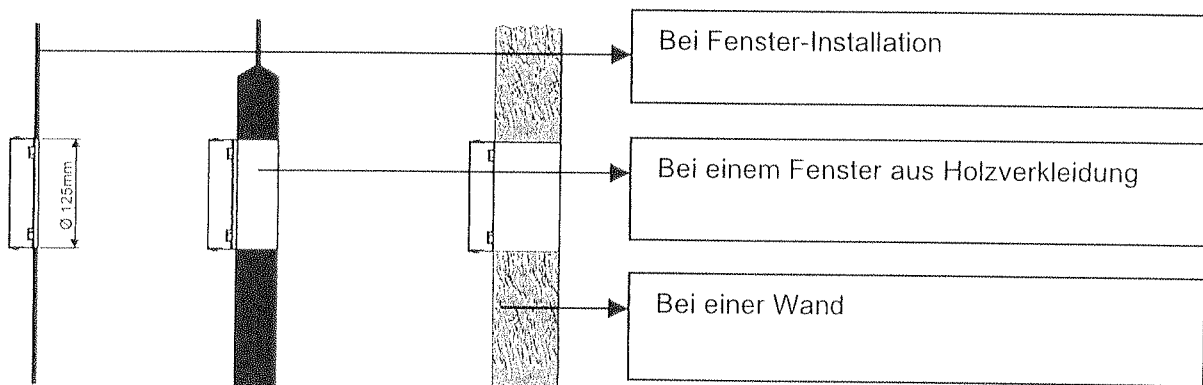 Bei Fenster-Installation
Bei einem Fenster aus Holzverkleidung
Ø 125mm
Bei einer Wand